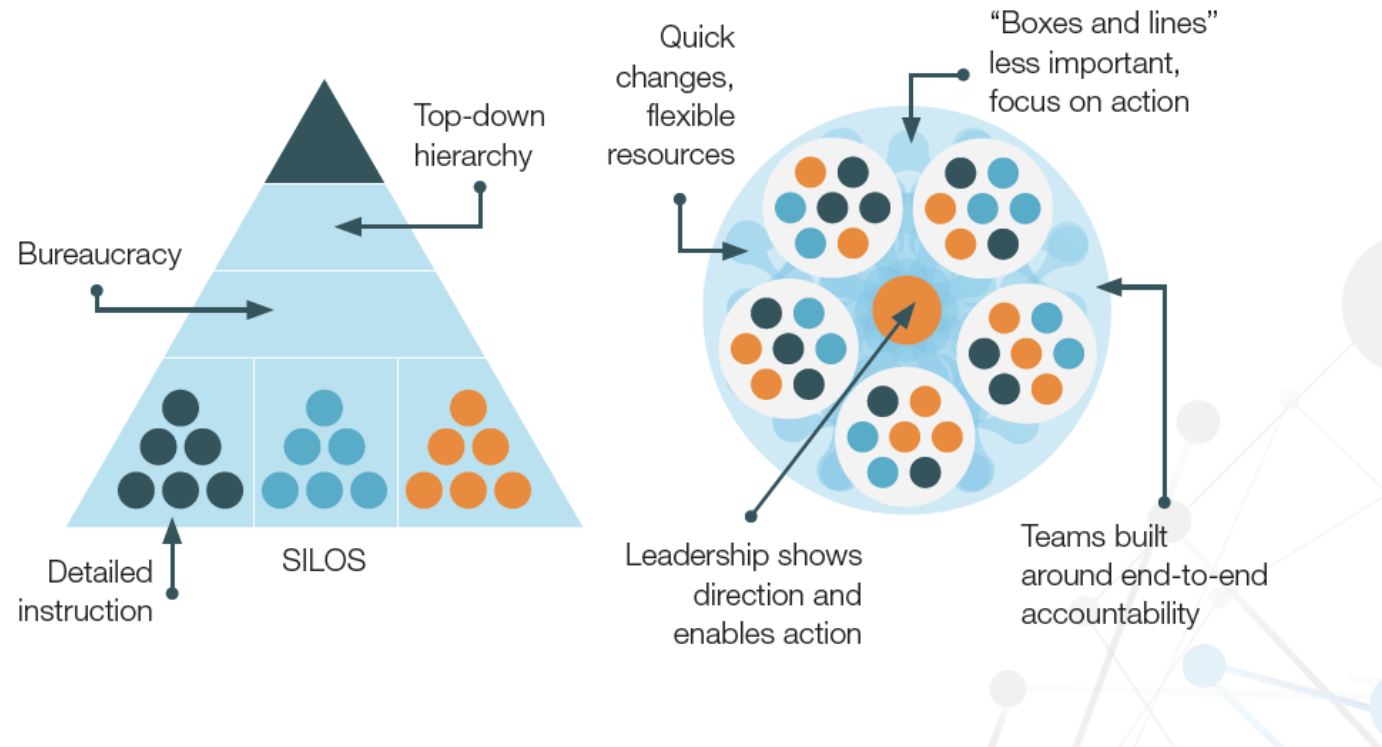 Top-down
hierarchy
Bureaucracy
Detailed
instruction
SILOS
Quick
changes,
flexible
resources
“Boxes and lines”
less important,
focus on action
Leadership shows
direction and
enables action
Teams built
around end-to-end
accountability